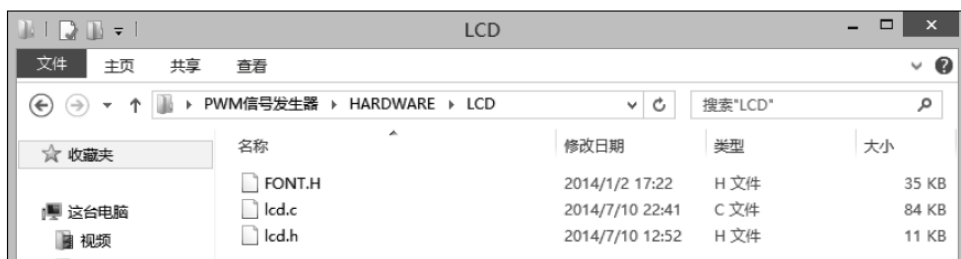 LCD
文件 主页 共享 查看
PWM信号发生器 HARDWARE LCD 搜索"LCD"
收藏夹 名称 修改日期 类型 大小
FONT.H 2014/1/2 17:22 H 文件 35 KB
这台电脑 lcd.c 2014/7/10 22:41 C 文件 84 KB
视频 lcd.h 2014/7/10 12:52 H 文件 11 KB